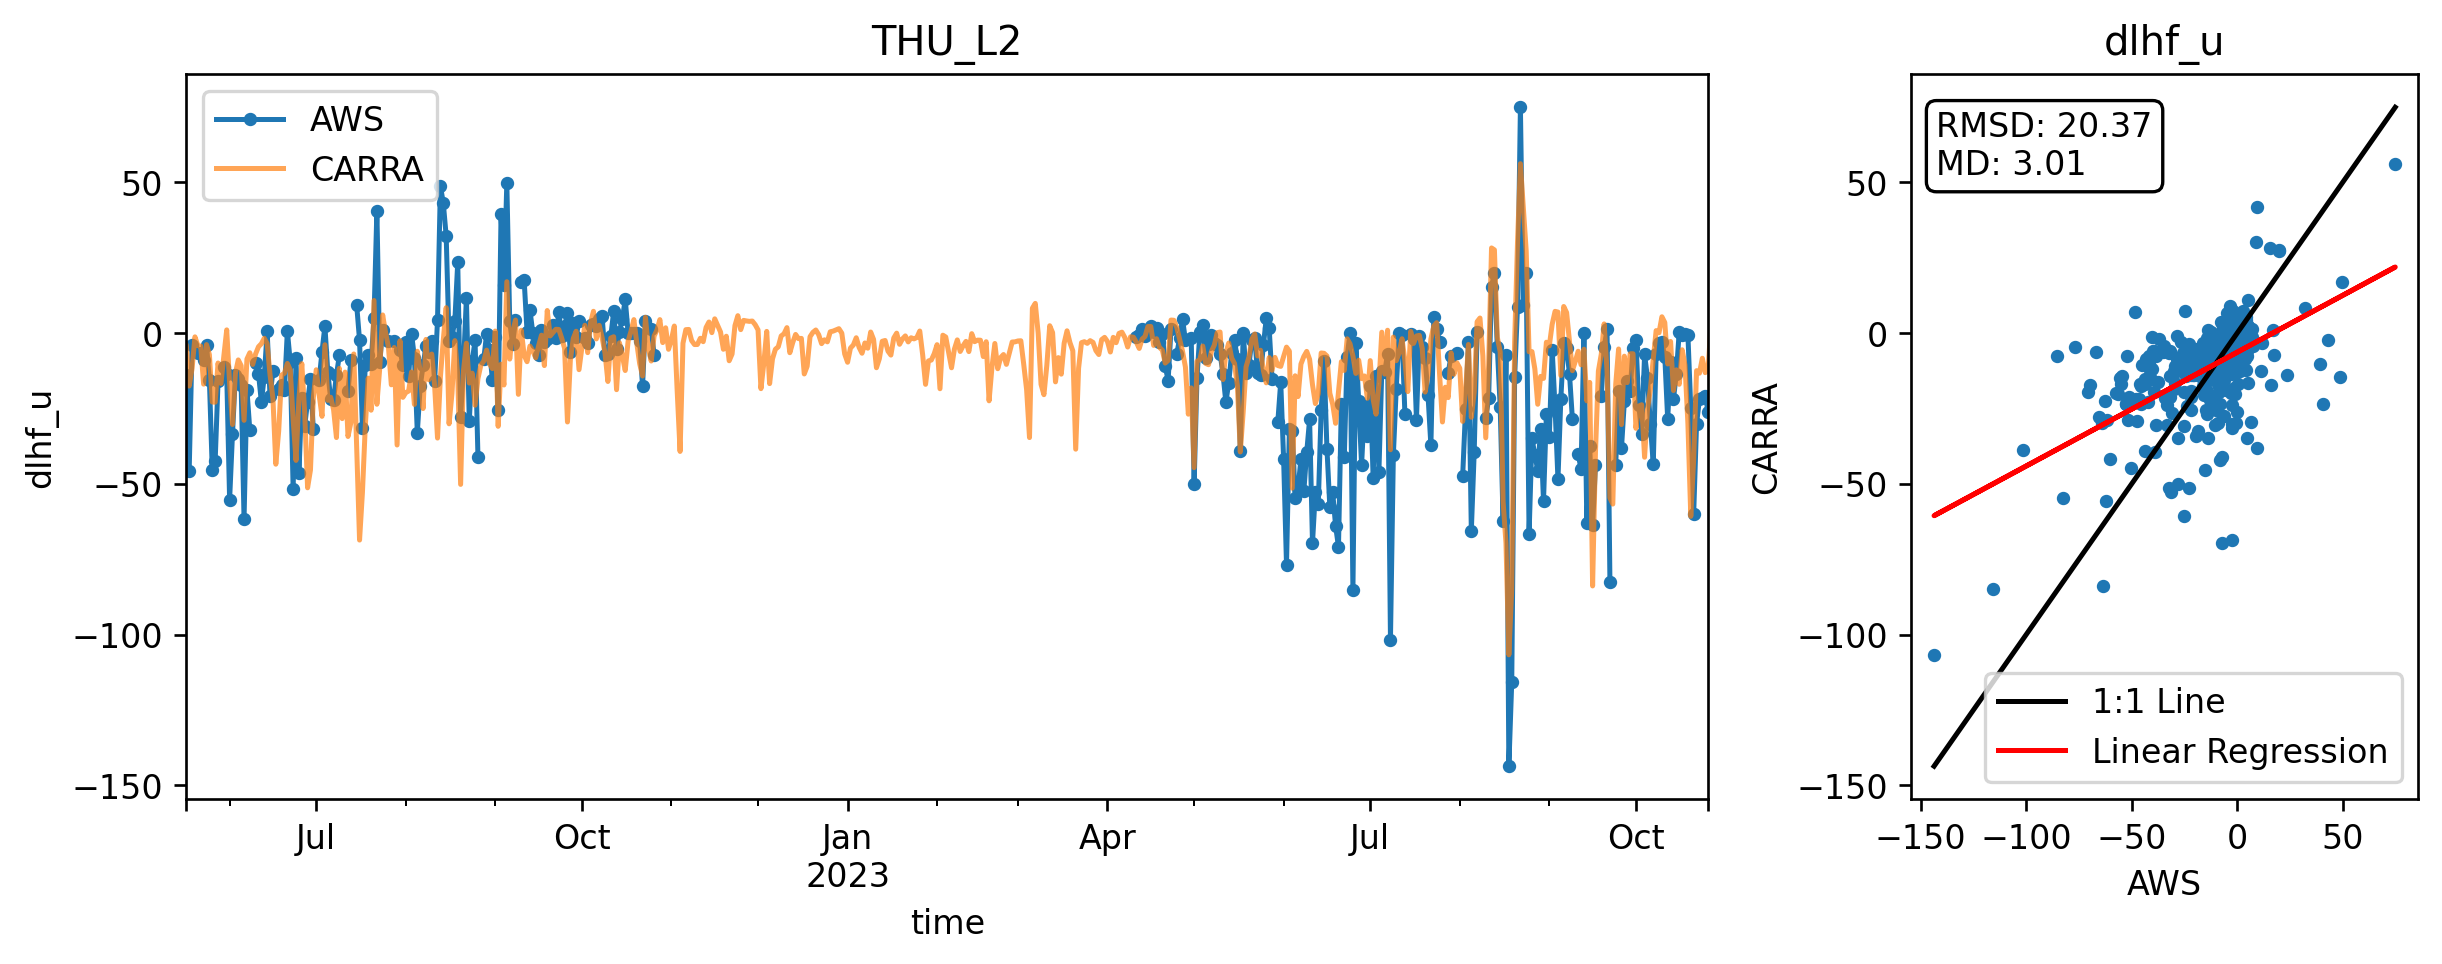 THU_L2
AWS
CARRA
dlhf_u
50
0
−50
−100
−150
Jul
Oct
Jan
2023
Apr
Jul
Oct
time
dlhf_u
RMSD: 20.37
MD: 3.01
CARRA
50
0
−50
−100
−150
1:1 Line
Linear Regression
−150
−100
−50
0
50
AWS